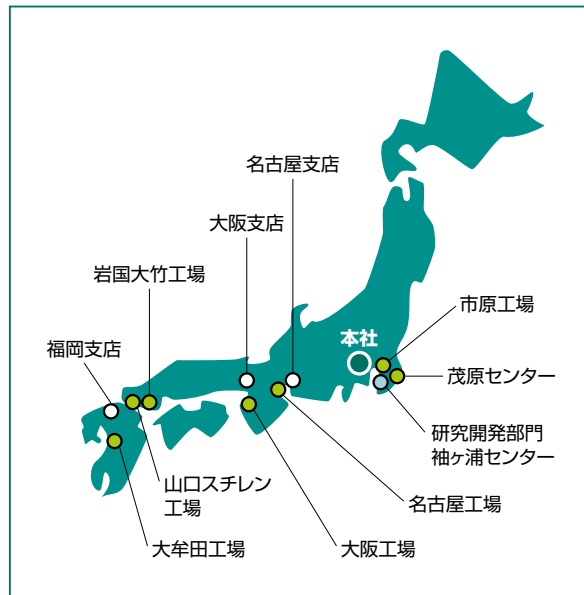 名古屋支店
大阪支店
岩国大竹工場
福岡支店
本社
市原工場
茂原センター
研究開発部門
袖ヶ浦センター
山口スチレン
工場
名古屋工場
大牟田工場
大阪工場